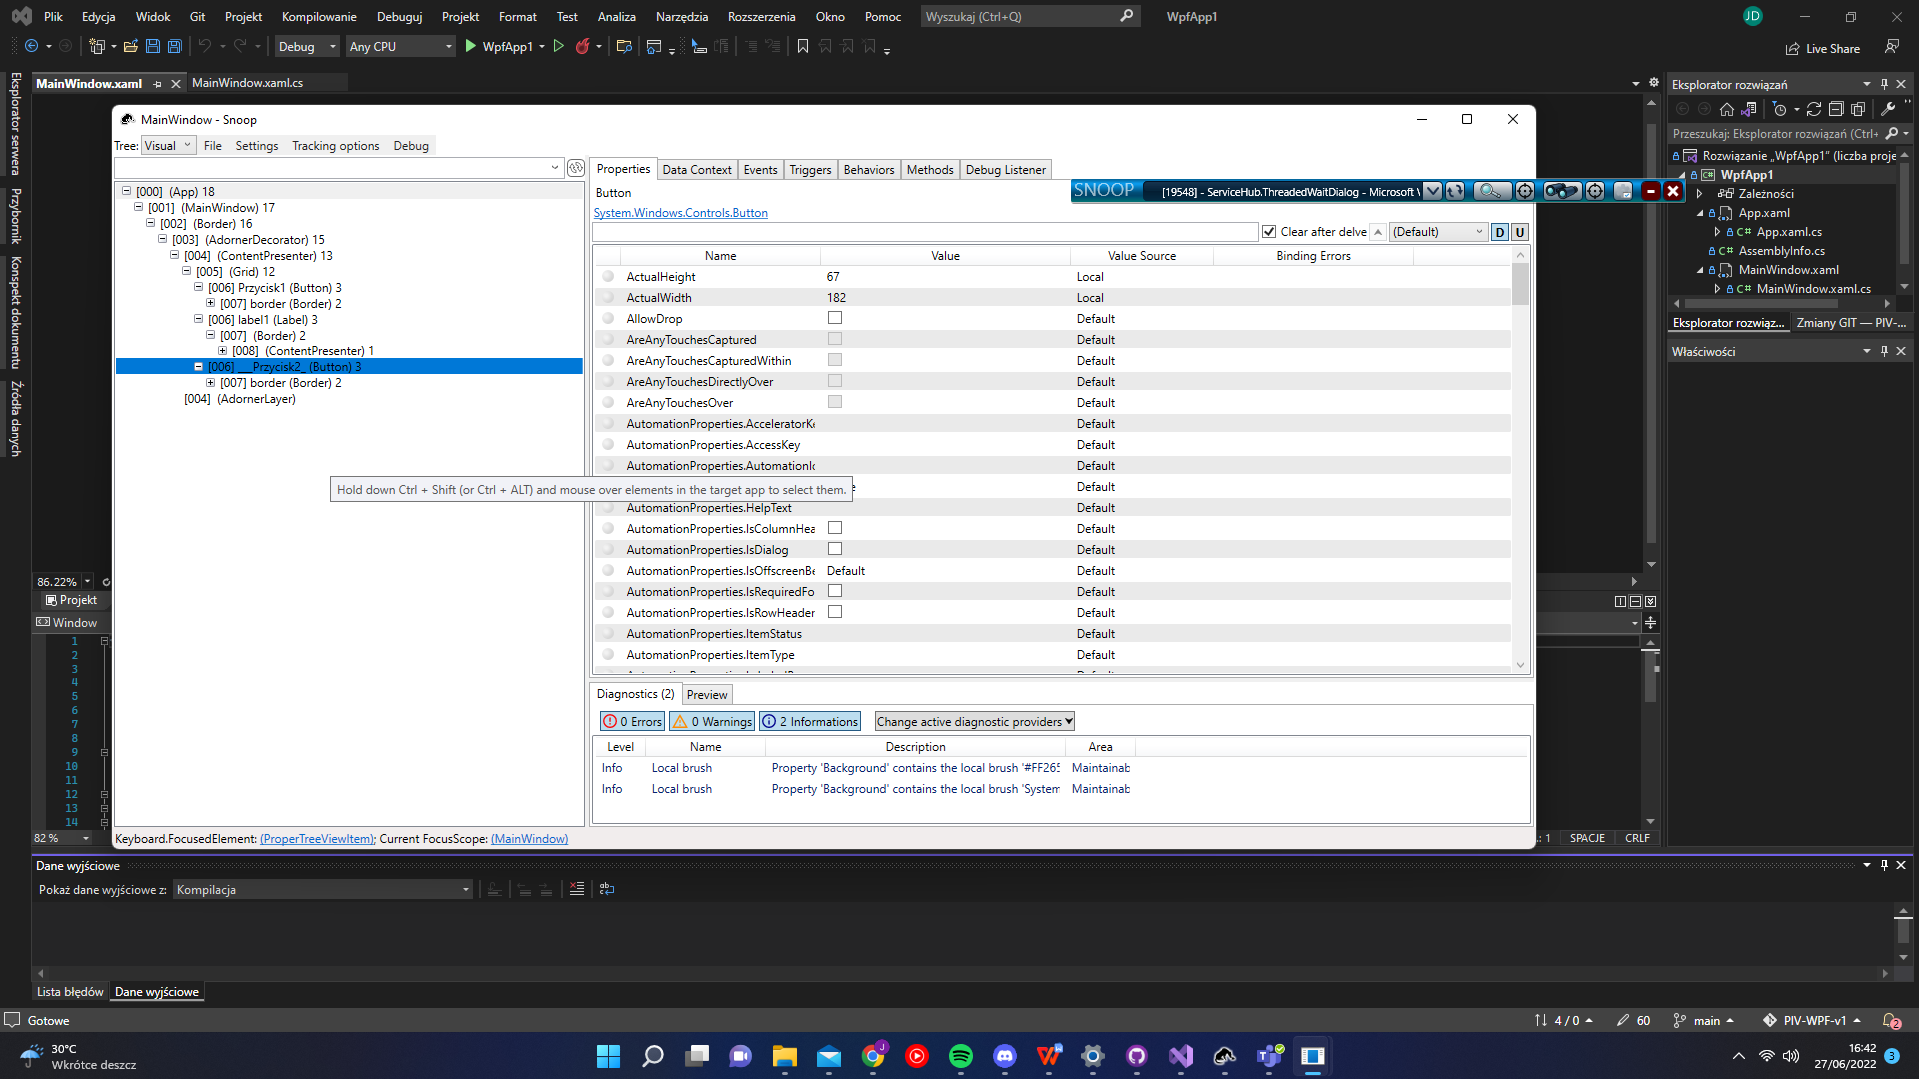 Plik Edycja Widok Git Projekt Kompilowanie Debuguj Projekt Format Test Analiza Narzędzia Rozszerzenia Okno Pomoc Wyszukaj (Ctrl+Q) WpfApp1 JD
Debug Any CPU WpfApp1 Live Share
MainWindow.xaml MainWindow.xaml.cs
Eksplorator serwera
Przybornik
Konspekt dokumentu
Źródła danych
MainWindow - Snoop
Tree: Visual File Settings Tracking options Debug
[000] (App) 18
[001] (MainWindow) 17
[002] (Border) 16
[003] (AdornerDecorator) 15
[004] (ContentPresenter) 13
[005] (Grid) 12
[006] Przycisk1 (Button) 3
[007] border (Border) 2
[006] label1 (Label) 3
[007] (Border) 2
[008] (ContentPresenter) 1
[006] __Przycisk2_ (Button) 3
[007] border (Border) 2
[004] (AdornerLayer)
Hold down Ctrl + Shift (or Ctrl + ALT) and mouse over elements in the target app to select them.
Properties Data Context Events Triggers Behaviors Methods Debug Listener
Button
System.Windows.Controls.Button
SNOOP [19548] - ServiceHub.ThreadedWaitDialog - Microsoft
Clear after delve (Default) D U
Name Value Value Source Binding Errors
ActualHeight 67 Local
ActualWidth 182 Local
AllowDrop Default
AreAnyTouchesCaptured Default
AreAnyTouchesCapturedWithin Default
AreAnyTouchesDirectlyOver Default
AreAnyTouchesOver Default
AutomationProperties.AcceleratorKe Default
AutomationProperties.AccessKey Default
AutomationProperties.AutomationId Default
Default
AutomationProperties.HelpText Default
AutomationProperties.IsColumnHea Default
AutomationProperties.IsDialog Default
AutomationProperties.IsOffscreenBe Default Default
AutomationProperties.IsRequiredFo Default
AutomationProperties.IsRowHeader Default
AutomationProperties.ItemStatus Default
AutomationProperties.ItemType Default
Diagnostics (2) Preview
0 Errors 0 Warnings 2 Informations Change active diagnostic providers
Level Name Description Area
Info Local brush Property 'Background' contains the local brush '#FF265 Maintainab
Info Local brush Property 'Background' contains the local brush 'System Maintainab
Keyboard.FocusedElement: (ProperTreeViewItem); Current FocusScope: (MainWindow)
86.22%
Projekt
Window
1
2
3
4
5
6
7
8
9
10
11
12
13
14
82 %
: 1 SPACJE CRLF
Eksplorator rozwiązań
Przeszukaj: Eksplorator rozwiązań (Ctrl+
Rozwiązanie „WpfApp1" (liczba proje
WpfApp1
Zależności
App.xaml
C# App.xaml.cs
C# AssemblyInfo.cs
MainWindow.xaml
C# MainWindow.xaml.cs
Eksplorator rozwiąz... Zmiany GIT — PIV-...
Właściwości
Dane wyjściowe
Pokaż dane wyjściowe z: Kompilacja
Lista błędów Dane wyjściowe
Gotowe 4 / 0 60 main PIV-WPF-v1 2
30°C
Wkrótce deszcz
J
16:42
27/06/2022
3